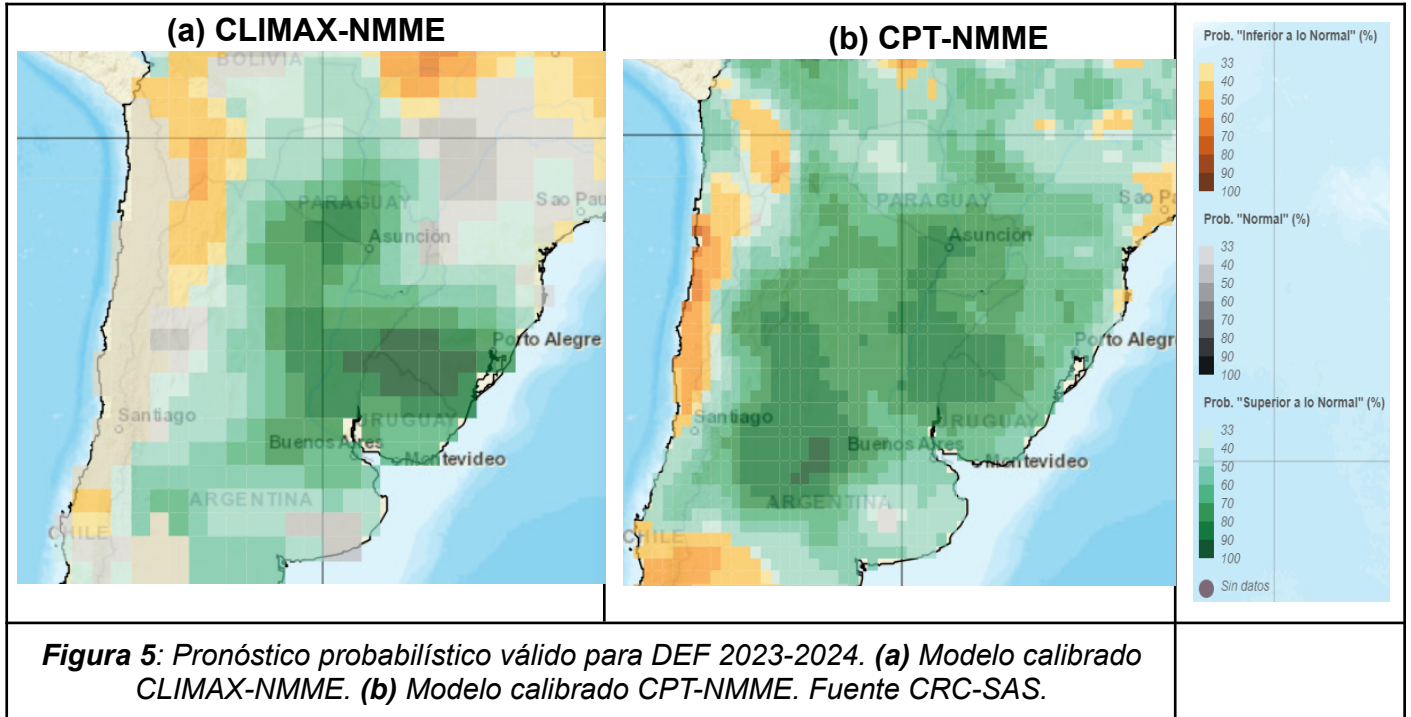 (a) CLIMAX-NMME
BOLIVIA
PARAGUAY
Asunción
Sao Pau
Porto Alegre
Santiago
URUGUAY
Buenos Aires
Montevideo
ARGENTINA
CHILE
(b) CPT-NMME
PARAGUAY
Asunción
Sao Pa
Porto Alegr
Santiago
URUGUAY
Buenos Aires
Montevideo
ARGENTINA
CHILE
Prob. "Inferior a lo Normal" (%)
33
40
50
60
70
80
90
100
Prob. "Normal" (%)
33
40
50
60
70
80
90
100
Prob. "Superior a lo Normal" (%)
33
40
50
60
70
80
90
100
Sin datos
Figura 5: Pronóstico probabilístico válido para DEF 2023-2024. (a) Modelo calibrado
CLIMAX-NMME. (b) Modelo calibrado CPT-NMME. Fuente CRC-SAS.